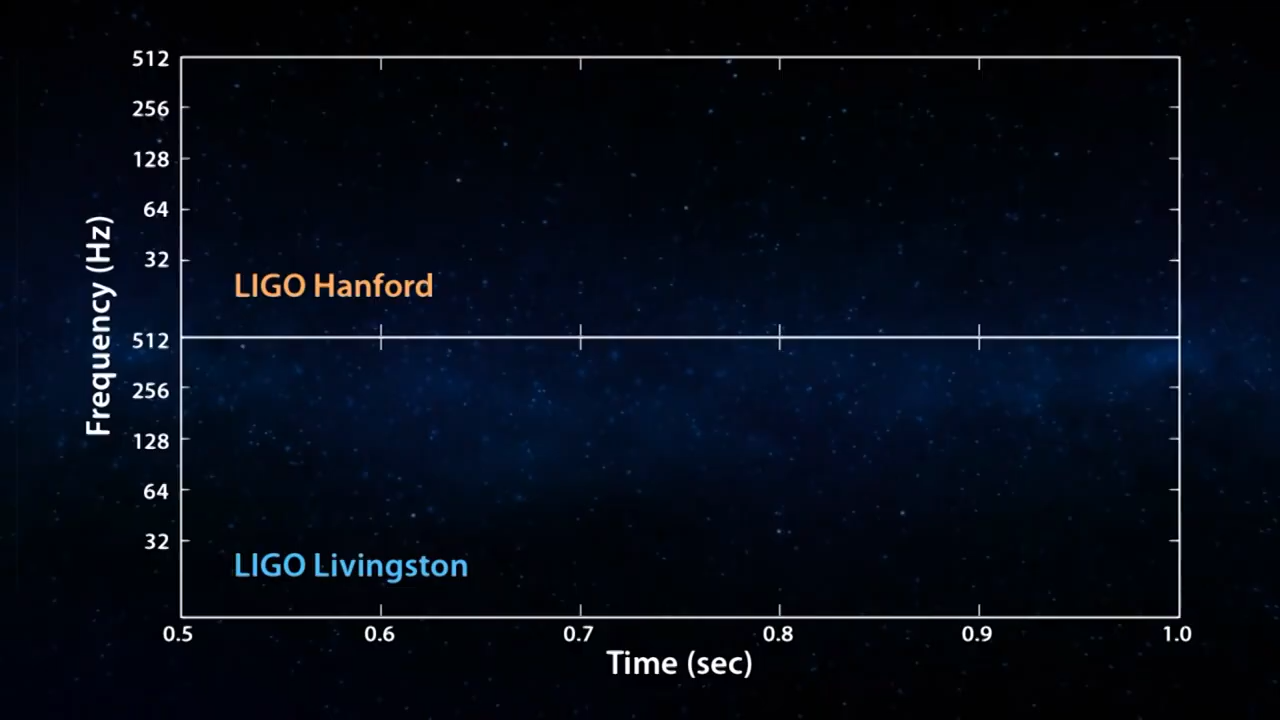 512
256
128
64
32
LIGO Hanford
Frequency (Hz)
512
256
128
64
32
LIGO Livingston
0.5 0.6 0.7 0.8 0.9 1.0
Time (sec)